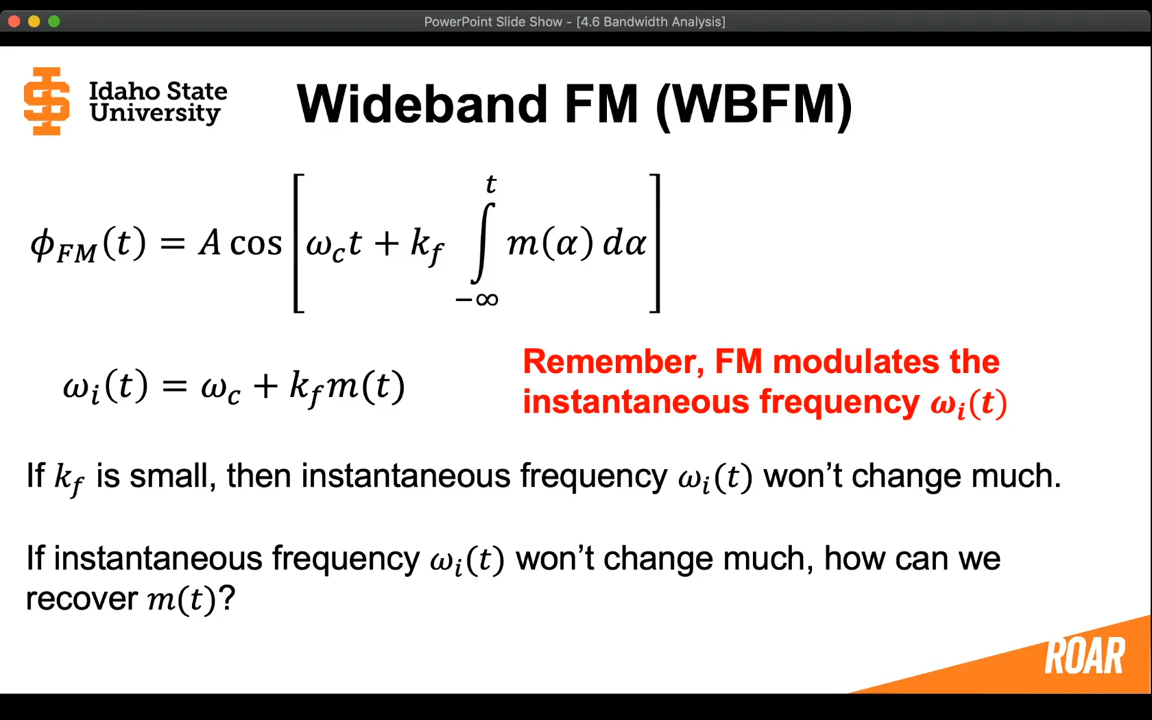 PowerPoint Slide Show - [4.6 Bandwidth Analysis]
Idaho State
University
Wideband FM (WBFM)
ϕ_FM(t) = A cos[ω_c t + k_f ∫_{−∞}^{t} m(α) dα]
ω_i(t) = ω_c + k_f m(t)
Remember, FM modulates the
instantaneous frequency ω_i(t)
If k_f is small, then instantaneous frequency ω_i(t) won’t change much.
If instantaneous frequency ω_i(t) won’t change much, how can we
recover m(t)?
ROAR